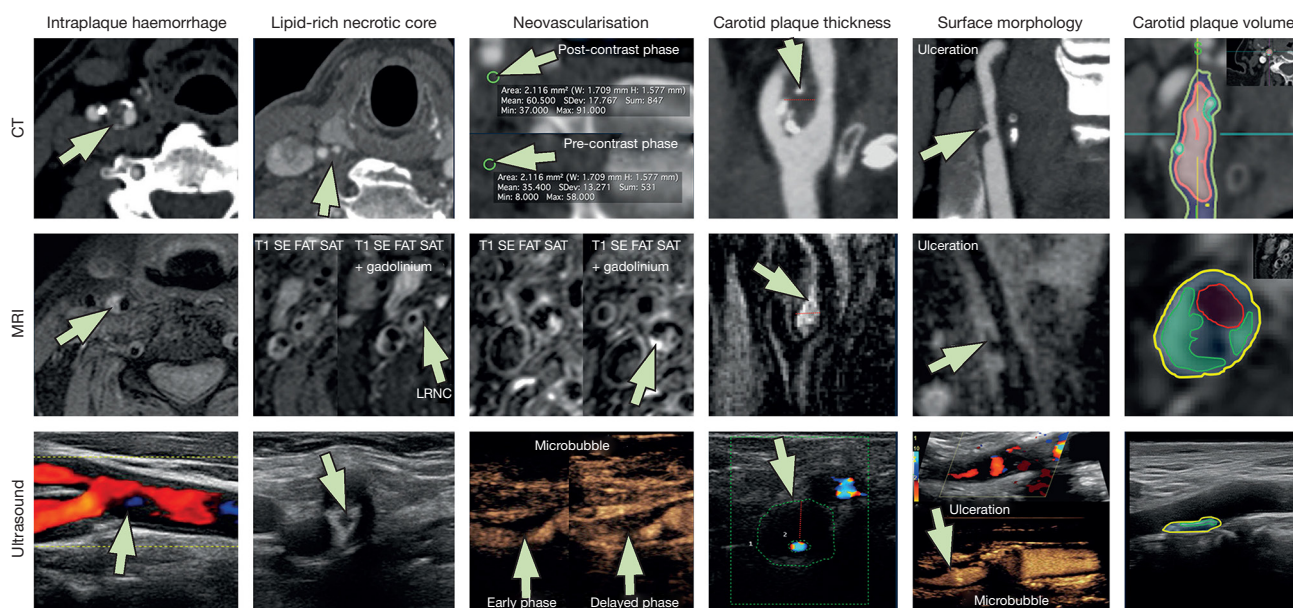 Intraplaque haemorrhage
Lipid-rich necrotic core
Neovascularisation
Carotid plaque thickness
Surface morphology
Carotid plaque volume
CT
Post-contrast phase
Area: 2.116 mm² (W: 1.709 mm H: 1.577 mm)
Mean: 60.500 SDev: 17.767 Sum: 847
Min: 37.000 Max: 91.000
Pre-contrast phase
Area: 2.116 mm² (W: 1.709 mm H: 1.577 mm)
Mean: 35.400 SDev: 13.271 Sum: 531
Min: 8.000 Max: 58.000
Ulceration
MRI
T1 SE FAT SAT
T1 SE FAT SAT
+ gadolinium
LRNC
T1 SE FAT SAT
T1 SE FAT SAT
+ gadolinium
Ulceration
Ultrasound
Microbubble
Early phase
Delayed phase
1
2
Ulceration
Microbubble